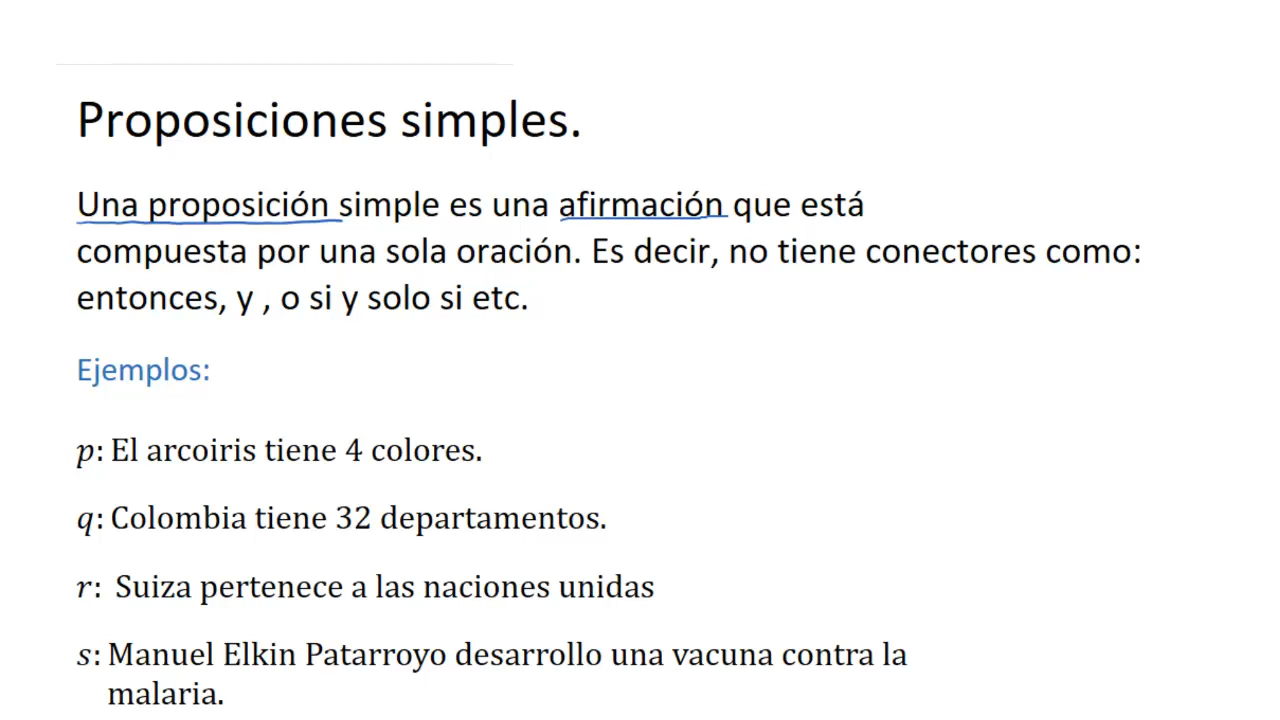 Proposiciones simples.
Una proposición simple es una afirmación que está
compuesta por una sola oración. Es decir, no tiene conectores como:
entonces, y , o si y solo si etc.
Ejemplos:
p: El arcoiris tiene 4 colores.
q: Colombia tiene 32 departamentos.
r: Suiza pertenece a las naciones unidas
s: Manuel Elkin Patarroyo desarrollo una vacuna contra la
malaria.